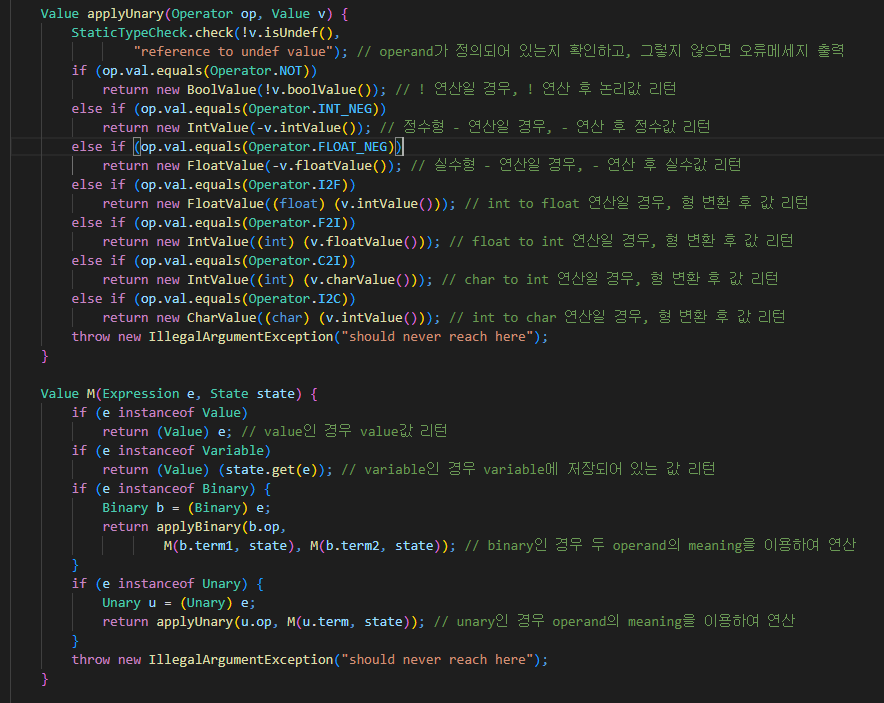 Value applyUnary(Operator op, Value v) {
    StaticTypeCheck.check(!v.isUndef(),
            "reference to undef value"); // operand가 정의되어 있는지 확인하고, 그렇지 않으면 오류메세지 출력
    if (op.val.equals(Operator.NOT))
        return new BoolValue(!v.boolValue()); // ! 연산일 경우, ! 연산 후 논리값 리턴
    else if (op.val.equals(Operator.INT_NEG))
        return new IntValue(-v.intValue()); // 정수형 - 연산일 경우, - 연산 후 정수값 리턴
    else if (op.val.equals(Operator.FLOAT_NEG))
        return new FloatValue(-v.floatValue()); // 실수형 - 연산일 경우, - 연산 후 실수값 리턴
    else if (op.val.equals(Operator.I2F))
        return new FloatValue((float) (v.intValue())); // int to float 연산일 경우, 형 변환 후 값 리턴
    else if (op.val.equals(Operator.F2I))
        return new IntValue((int) (v.floatValue())); // float to int 연산일 경우, 형 변환 후 값 리턴
    else if (op.val.equals(Operator.C2I))
        return new IntValue((int) (v.charValue())); // char to int 연산일 경우, 형 변환 후 값 리턴
    else if (op.val.equals(Operator.I2C))
        return new CharValue((char) (v.intValue())); // int to char 연산일 경우, 형 변환 후 값 리턴
    throw new IllegalArgumentException("should never reach here");
}

Value M(Expression e, State state) {
    if (e instanceof Value)
        return (Value) e; // value인 경우 value값 리턴
    if (e instanceof Variable)
        return (Value) (state.get(e)); // variable인 경우 variable에 저장되어 있는 값 리턴
    if (e instanceof Binary) {
        Binary b = (Binary) e;
        return applyBinary(b.op,
                M(b.term1, state), M(b.term2, state)); // binary인 경우 두 operand의 meaning을 이용하여 연산
    }
    if (e instanceof Unary) {
        Unary u = (Unary) e;
        return applyUnary(u.op, M(u.term, state)); // unary인 경우 operand의 meaning을 이용하여 연산
    }
    throw new IllegalArgumentException("should never reach here");
}